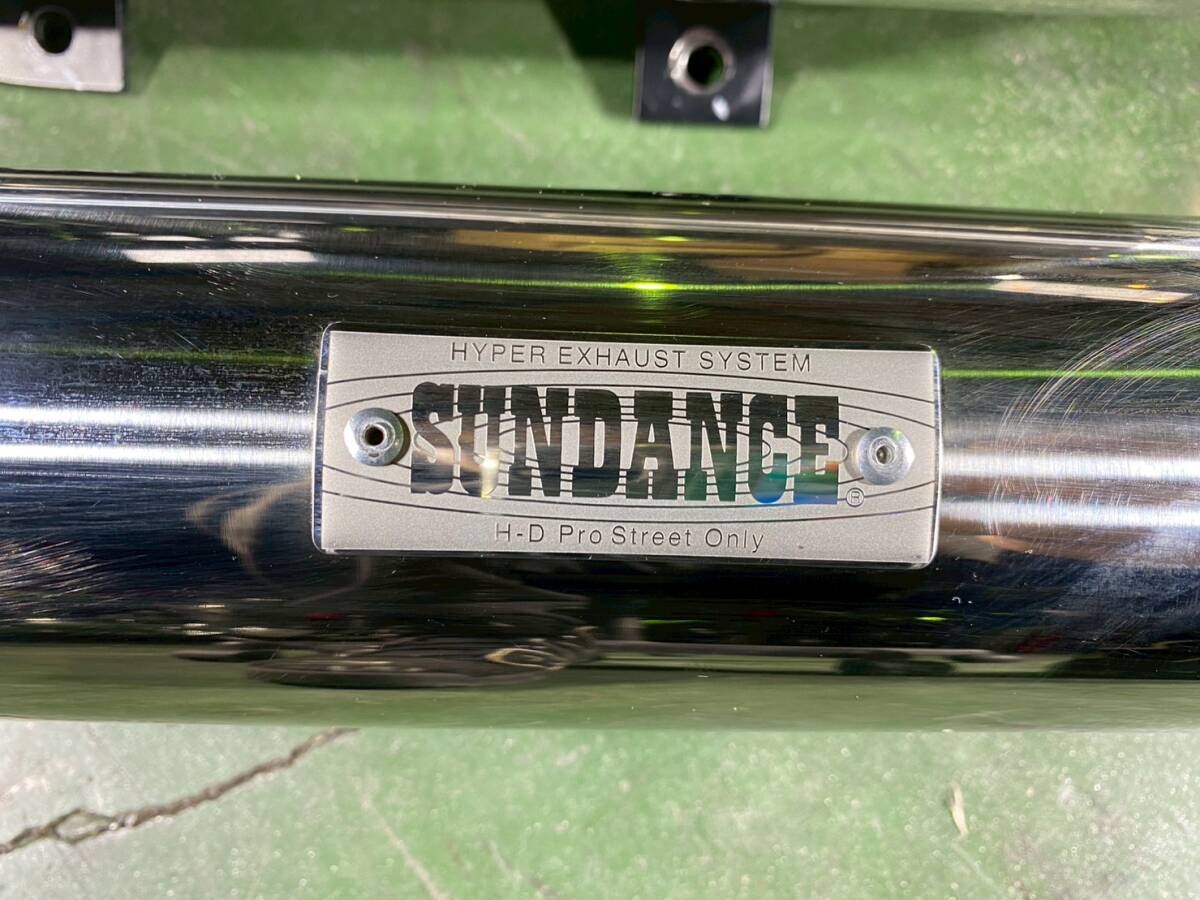 HYPER EXHAUST SYSTEM
SUNDANCE®
H-D Pro Street Only